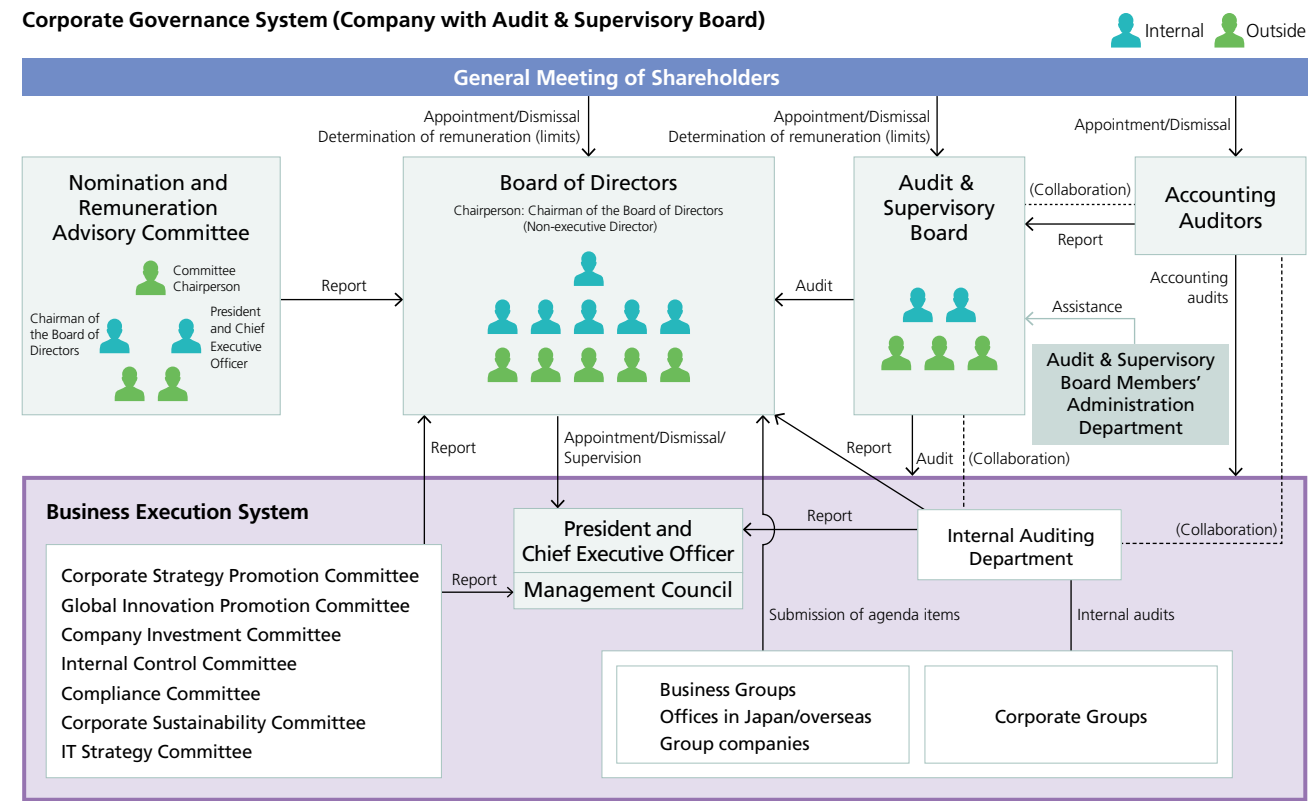 Corporate Governance System (Company with Audit & Supervisory Board)
Internal
Outside
General Meeting of Shareholders
Appointment/Dismissal
Determination of remuneration (limits)
Appointment/Dismissal
Determination of remuneration (limits)
Appointment/Dismissal
Nomination and
Remuneration
Advisory Committee
Committee
Chairperson
Chairman of
the Board of
Directors
President
and Chief
Executive
Officer
Report
Board of Directors
Chairperson: Chairman of the Board of Directors
(Non-executive Director)
Audit
Audit &
Supervisory
Board
(Collaboration)
Report
Accounting
Auditors
Accounting
audits
Assistance
Audit & Supervisory
Board Members’
Administration
Department
Report
Appointment/Dismissal/
Supervision
Report
Audit
(Collaboration)
Business Execution System
President and
Chief Executive Officer
Management Council
Report
Internal Auditing
Department
(Collaboration)
Corporate Strategy Promotion Committee
Global Innovation Promotion Committee
Company Investment Committee
Internal Control Committee
Compliance Committee
Corporate Sustainability Committee
IT Strategy Committee
Report
Submission of agenda items
Internal audits
Business Groups
Offices in Japan/overseas
Group companies
Corporate Groups